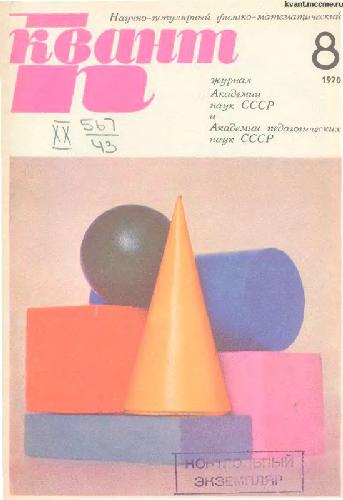 kvant.mccme.ru
Научно-популярный физико-математический
квант
8
1970
журнал
Академии
наук СССР
и
Академии педагогических
наук СССР
XX 567
43
КОНТРОЛЬНЫЙ
ЭКЗЕМПЛЯР